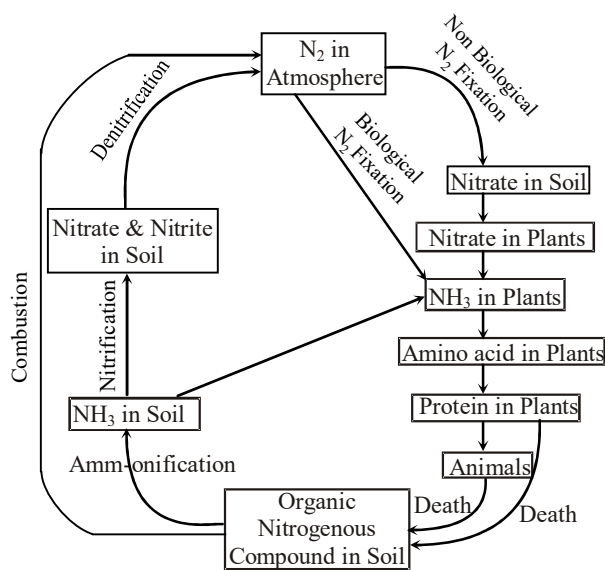 N₂ in
Atmosphere
Non Biological
N₂ Fixation
Denitrification
Biological
N₂ Fixation
Nitrate in Soil
Nitrate & Nitrite
in Soil
Nitrate in Plants
NH₃ in Plants
Combustion
Nitrification
Amino acid in Plants
NH₃ in Soil
Protein in Plants
Amm-onification
Animals
Organic
Nitrogenous
Compound in Soil
Death
Death